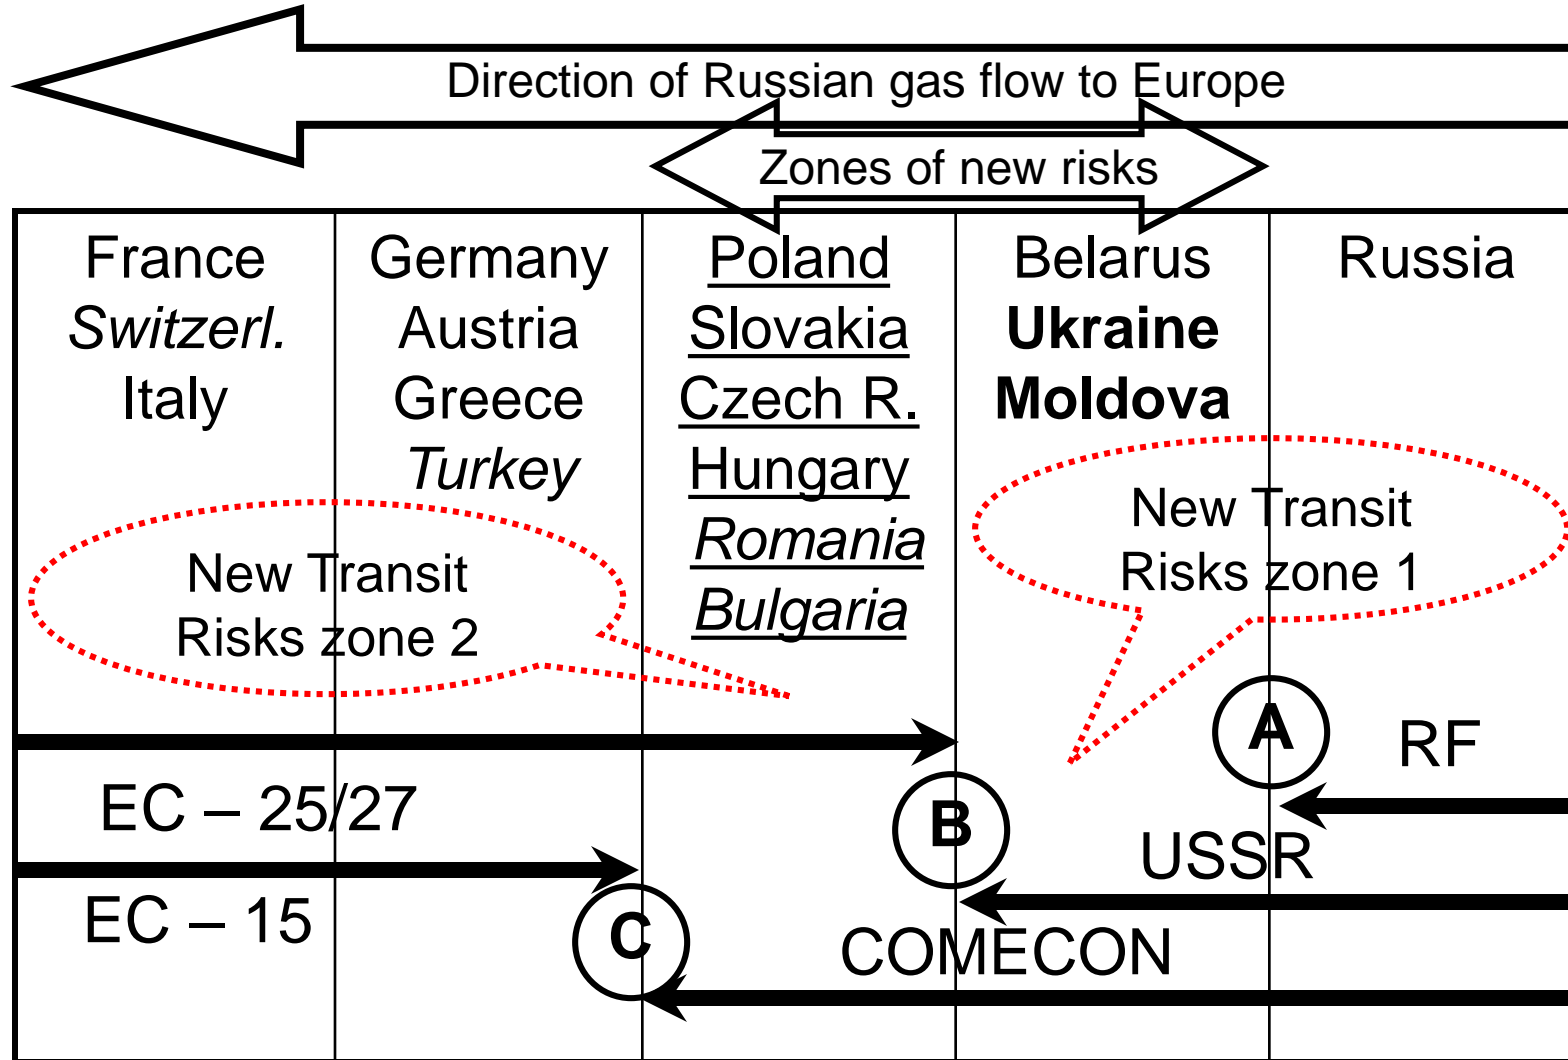 Direction of Russian gas flow to Europe
Zones of new risks
France
Switzerl.
Italy
Germany
Austria
Greece
Turkey
Poland
Slovakia
Czech R.
Hungary
Romania
Bulgaria
Belarus
Ukraine
Moldova
Russia
New Transit
Risks zone 2
New Transit
Risks zone 1
A
RF
EC – 25/27
B
USSR
EC – 15
C
COMECON